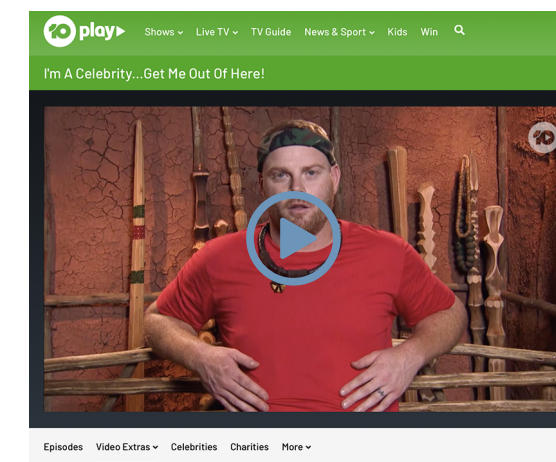 10 play
Shows Live TV TV Guide News & Sport Kids Win
I'm A Celebrity...Get Me Out Of Here!
10
Episodes Video Extras Celebrities Charities More